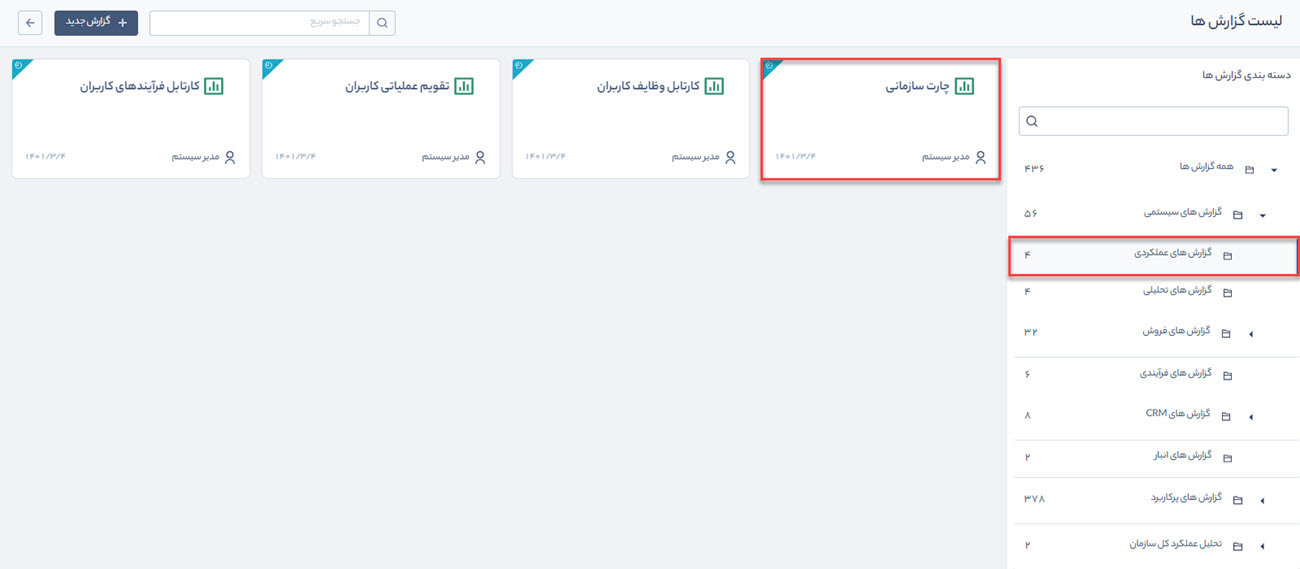 لیست گزارش ها
جستجو سریع
+ گزارش جدید
دسته بندی گزارش ها
همه گزارش ها ۴۳۶
گزارش های سیستمی ۵۶
گزارش های عملکردی ۴
گزارش های تحلیلی ۴
گزارش های فروش ۳۲
گزارش های فرآیندی ۶
گزارش های CRM ۸
گزارش های انبار ۲
گزارش های پرکاربرد ۳۷۸
تحلیل عملکرد کل سازمان ۲
چارت سازمانی
مدیر سیستم ۱۴۰۱/۳/۴
کارتابل وظایف کاربران
مدیر سیستم ۱۴۰۱/۳/۴
تقویم عملیاتی کاربران
مدیر سیستم ۱۴۰۱/۳/۴
کارتابل فرآیندهای کاربران
مدیر سیستم ۱۴۰۱/۳/۴